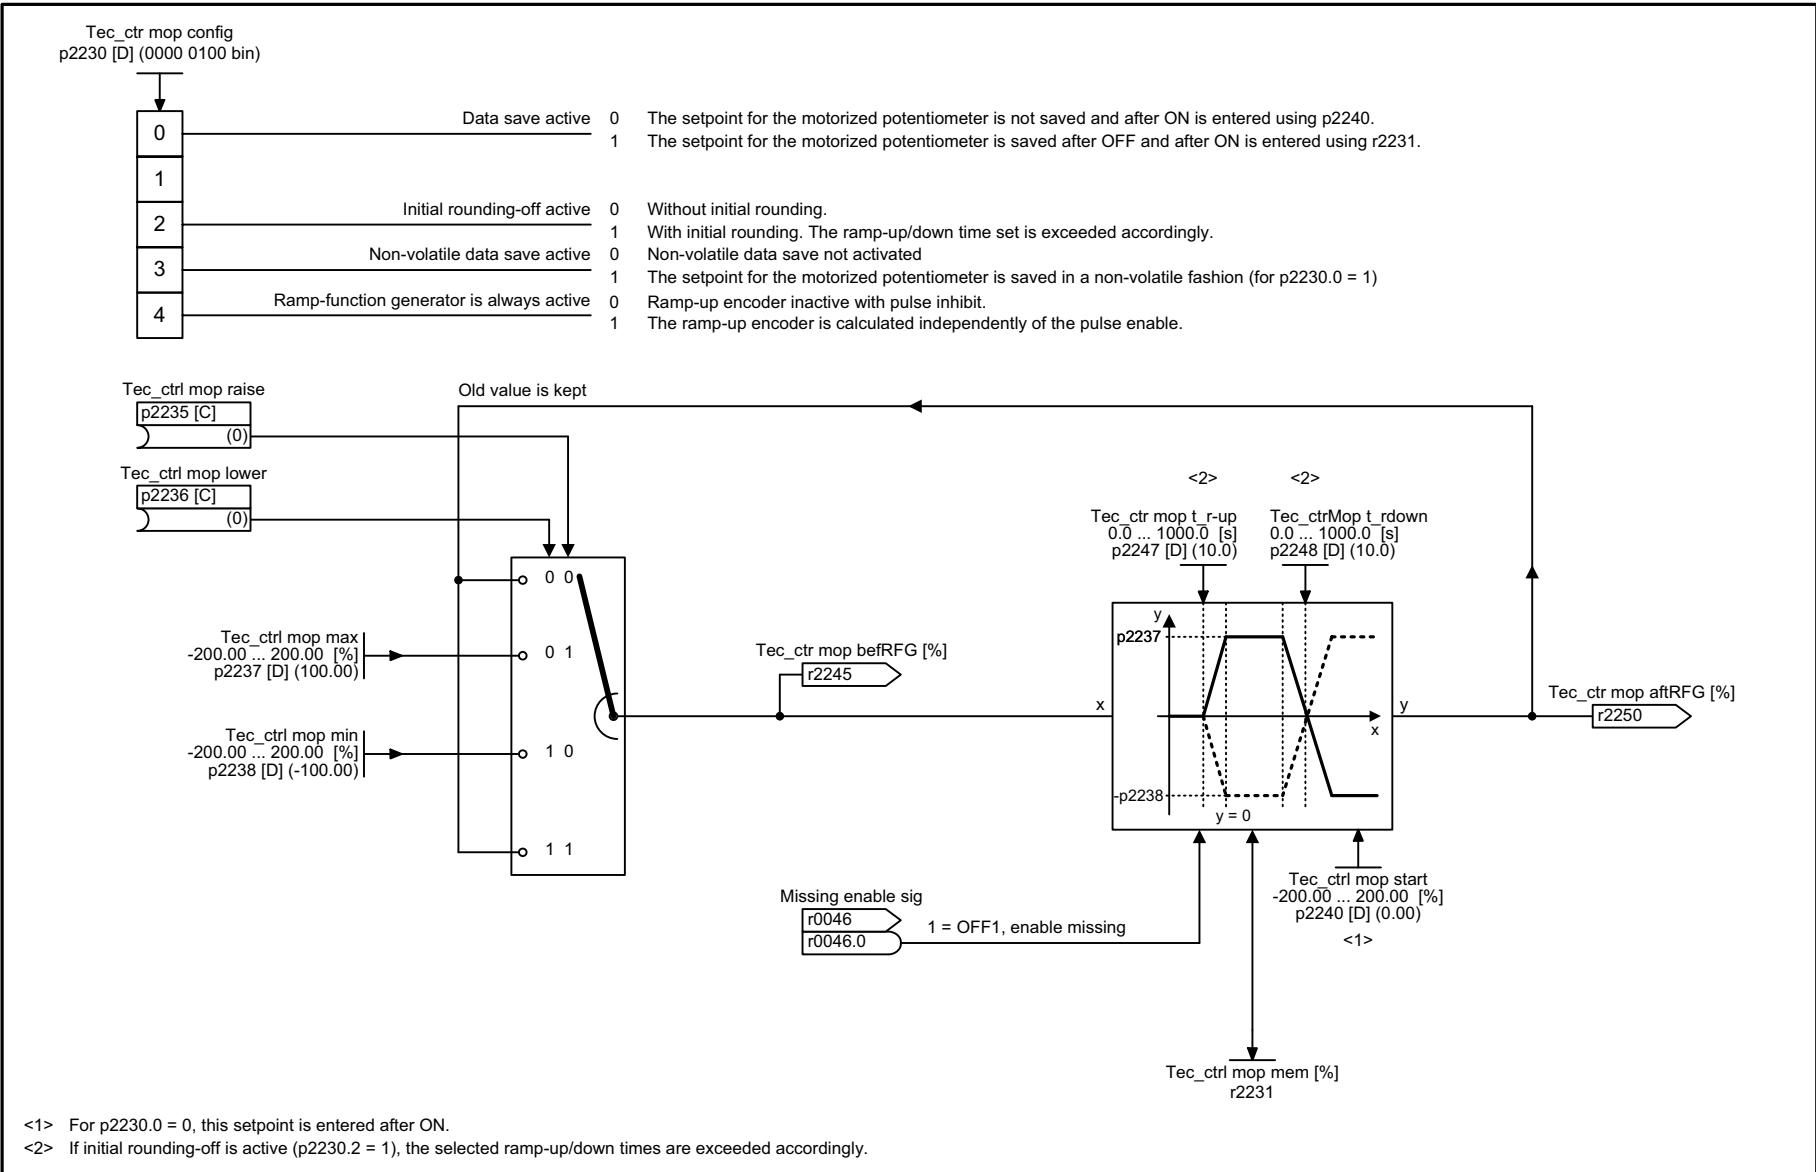 Tec_ctr mop config
p2230 [D] (0000 0100 bin)
0
Data save active 0 The setpoint for the motorized potentiometer is not saved and after ON is entered using p2240.
1 The setpoint for the motorized potentiometer is saved after OFF and after ON is entered using r2231.
1
2
Initial rounding-off active 0 Without initial rounding.
1 With initial rounding. The ramp-up/down time set is exceeded accordingly.
3
Non-volatile data save active 0 Non-volatile data save not activated
1 The setpoint for the motorized potentiometer is saved in a non-volatile fashion (for p2230.0 = 1)
4
Ramp-function generator is always active 0 Ramp-up encoder inactive with pulse inhibit.
1 The ramp-up encoder is calculated independently of the pulse enable.
Tec_ctrl mop raise
p2235 [C]
(0)
Old value is kept
Tec_ctrl mop lower
p2236 [C]
(0)
<2> <2>
Tec_ctr mop t_r-up
0.0 ... 1000.0 [s]
p2247 [D] (10.0)
Tec_ctrMop t_rdown
0.0 ... 1000.0 [s]
p2248 [D] (10.0)
0 0
Tec_ctrl mop max
-200.00 ... 200.00 [%]
p2237 [D] (100.00)
0 1
Tec_ctr mop befRFG [%]
r2245
y
p2237
x
x
y
-p2238
y = 0
Tec_ctr mop aftRFG [%]
r2250
Tec_ctrl mop min
-200.00 ... 200.00 [%]
p2238 [D] (-100.00)
1 0
1 1
Missing enable sig
r0046
r0046.0
1 = OFF1, enable missing
Tec_ctrl mop start
-200.00 ... 200.00 [%]
p2240 [D] (0.00)
<1>
Tec_ctrl mop mem [%]
r2231
<1> For p2230.0 = 0, this setpoint is entered after ON.
<2> If initial rounding-off is active (p2230.2 = 1), the selected ramp-up/down times are exceeded accordingly.